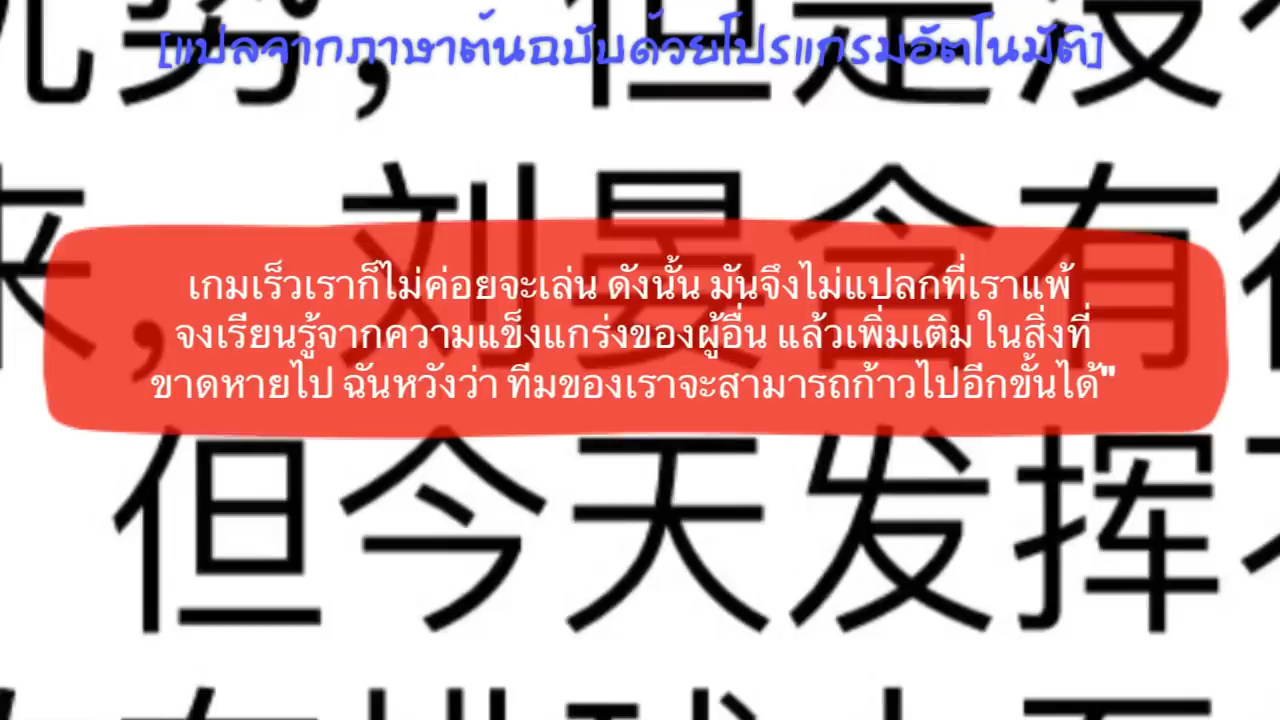 [แปลจากภาษาต้นฉบับด้วยโปรแกรมอัตโนมัติ]
势，但是没
来，刘晏含有
เกมเร็วเราก็ไม่ค่อยจะเล่น ดังนั้น มันจึงไม่แปลกที่เราแพ้
จงเรียนรู้จากความแข็งแกร่งของผู้อื่น แล้วเพิ่มเติม ในสิ่งที่
ขาดหายไป ฉันหวังว่า ทีมของเราจะสามารถก้าวไปอีกขั้นได้"
但今天发挥